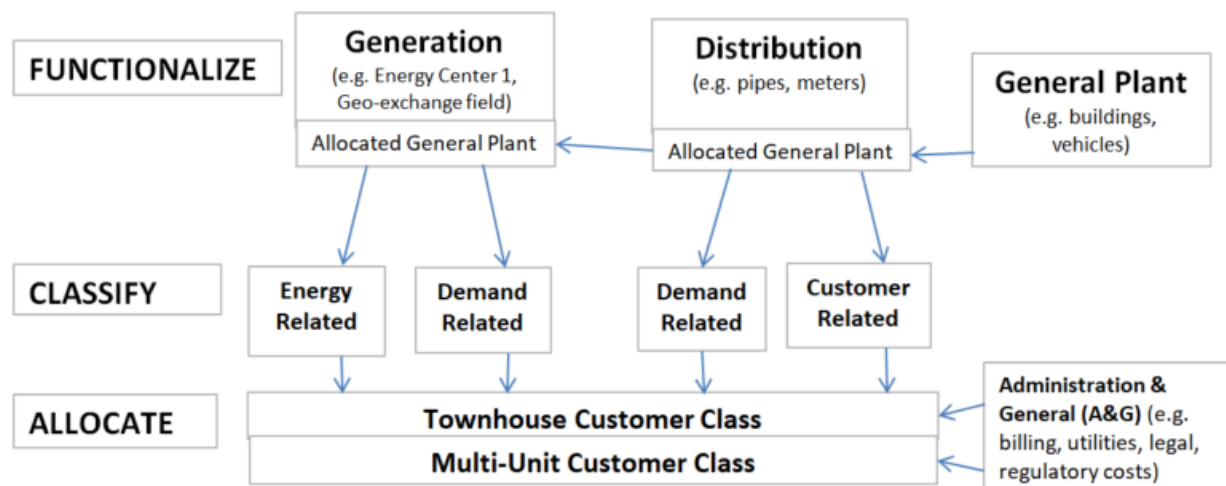 FUNCTIONALIZE
Generation
(e.g. Energy Center 1,
Geo-exchange field)
Allocated General Plant
Distribution
(e.g. pipes, meters)
Allocated General Plant
General Plant
(e.g. buildings,
vehicles)
CLASSIFY
Energy
Related
Demand
Related
Demand
Related
Customer
Related
ALLOCATE
Townhouse Customer Class
Multi-Unit Customer Class
Administration &
General (A&G) (e.g.
billing, utilities, legal,
regulatory costs)